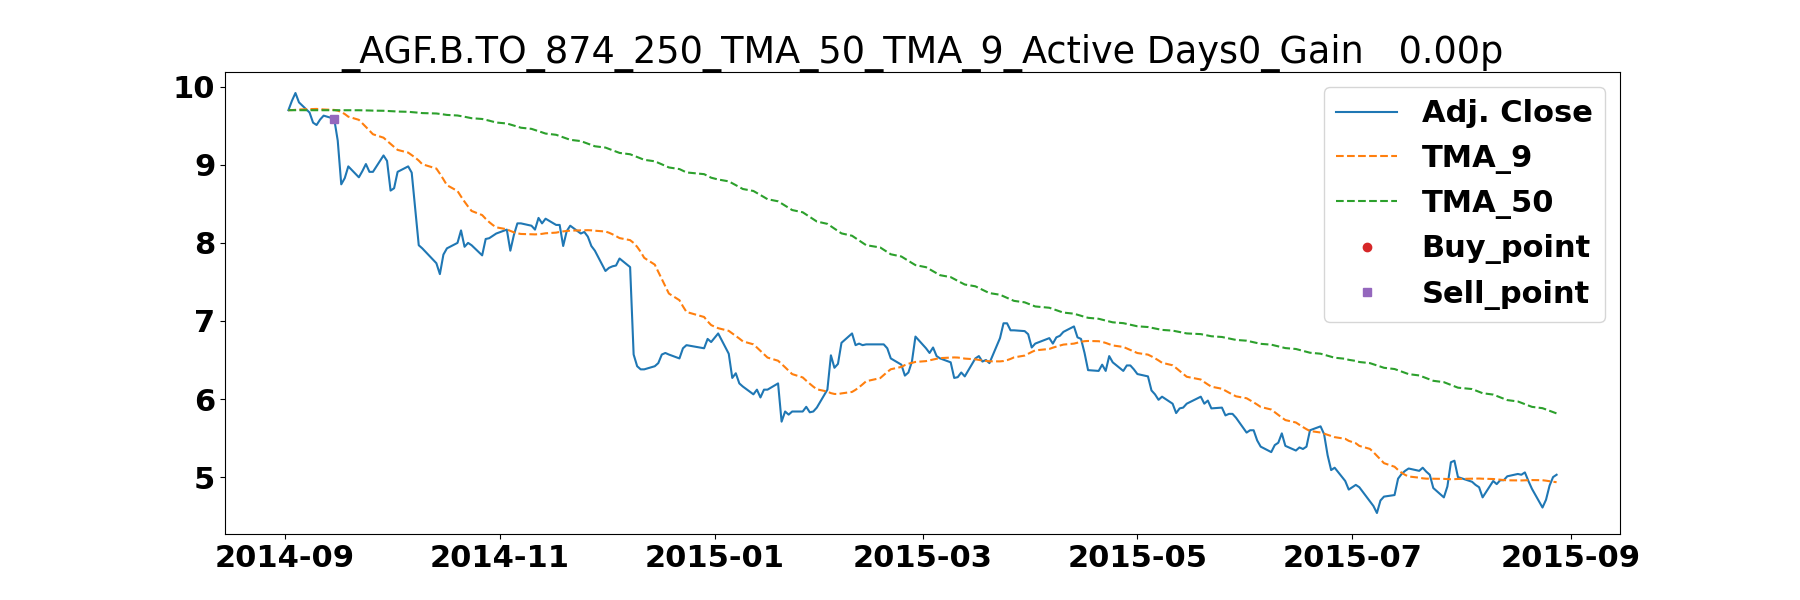 _AGF.B.TO_874_250_TMA_50_TMA_9_Active Days0_Gain   0.00p
10
9
8
7
6
5
Adj. Close
TMA_9
TMA_50
Buy_point
Sell_point
2014-09 2014-11 2015-01 2015-03 2015-05 2015-07 2015-09